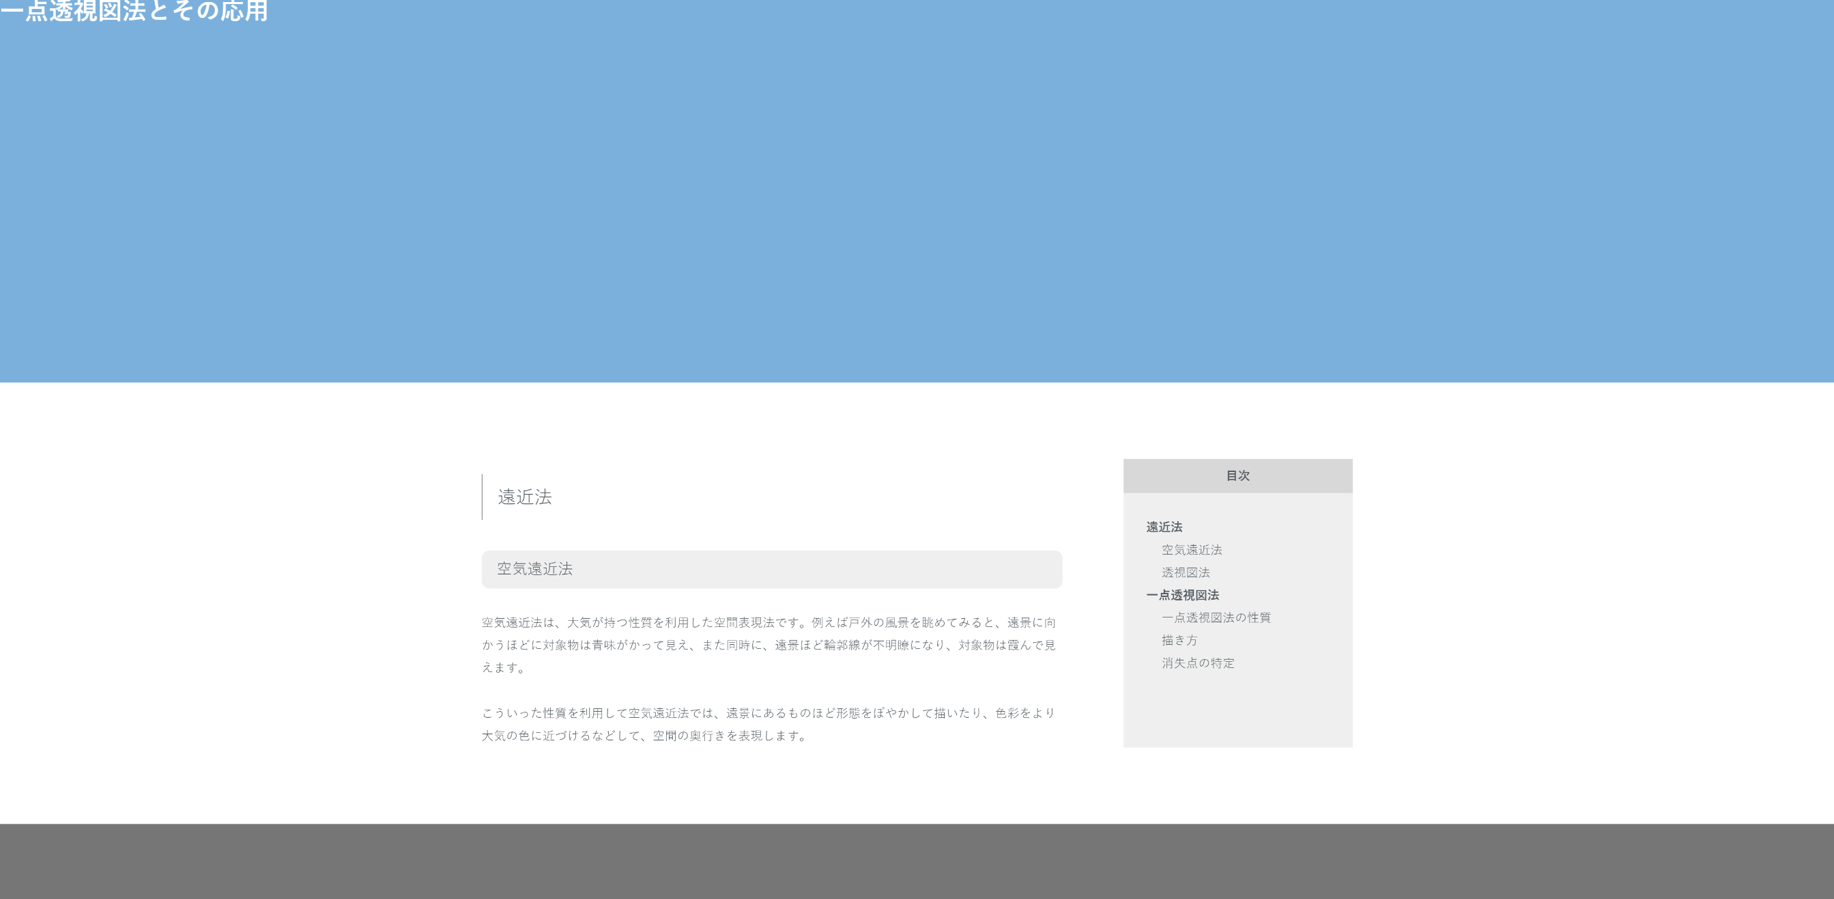 一点透視図法とその応用
遠近法
空気遠近法
空気遠近法は、大気が持つ性質を利用した空間表現法です。例えば戸外の風景を眺めてみると、遠景に向
かうほどに対象物は青味がかって見え、また同時に、遠景ほど輪郭線が不明瞭になり、対象物は霞んで見
えます。
こういった性質を利用して空気遠近法では、遠景にあるものほど形態をぼやかして描いたり、色彩をより
大気の色に近づけるなどして、空間の奥行きを表現します。
目次
遠近法
空気遠近法
透視図法
一点透視図法
一点透視図法の性質
描き方
消失点の特定